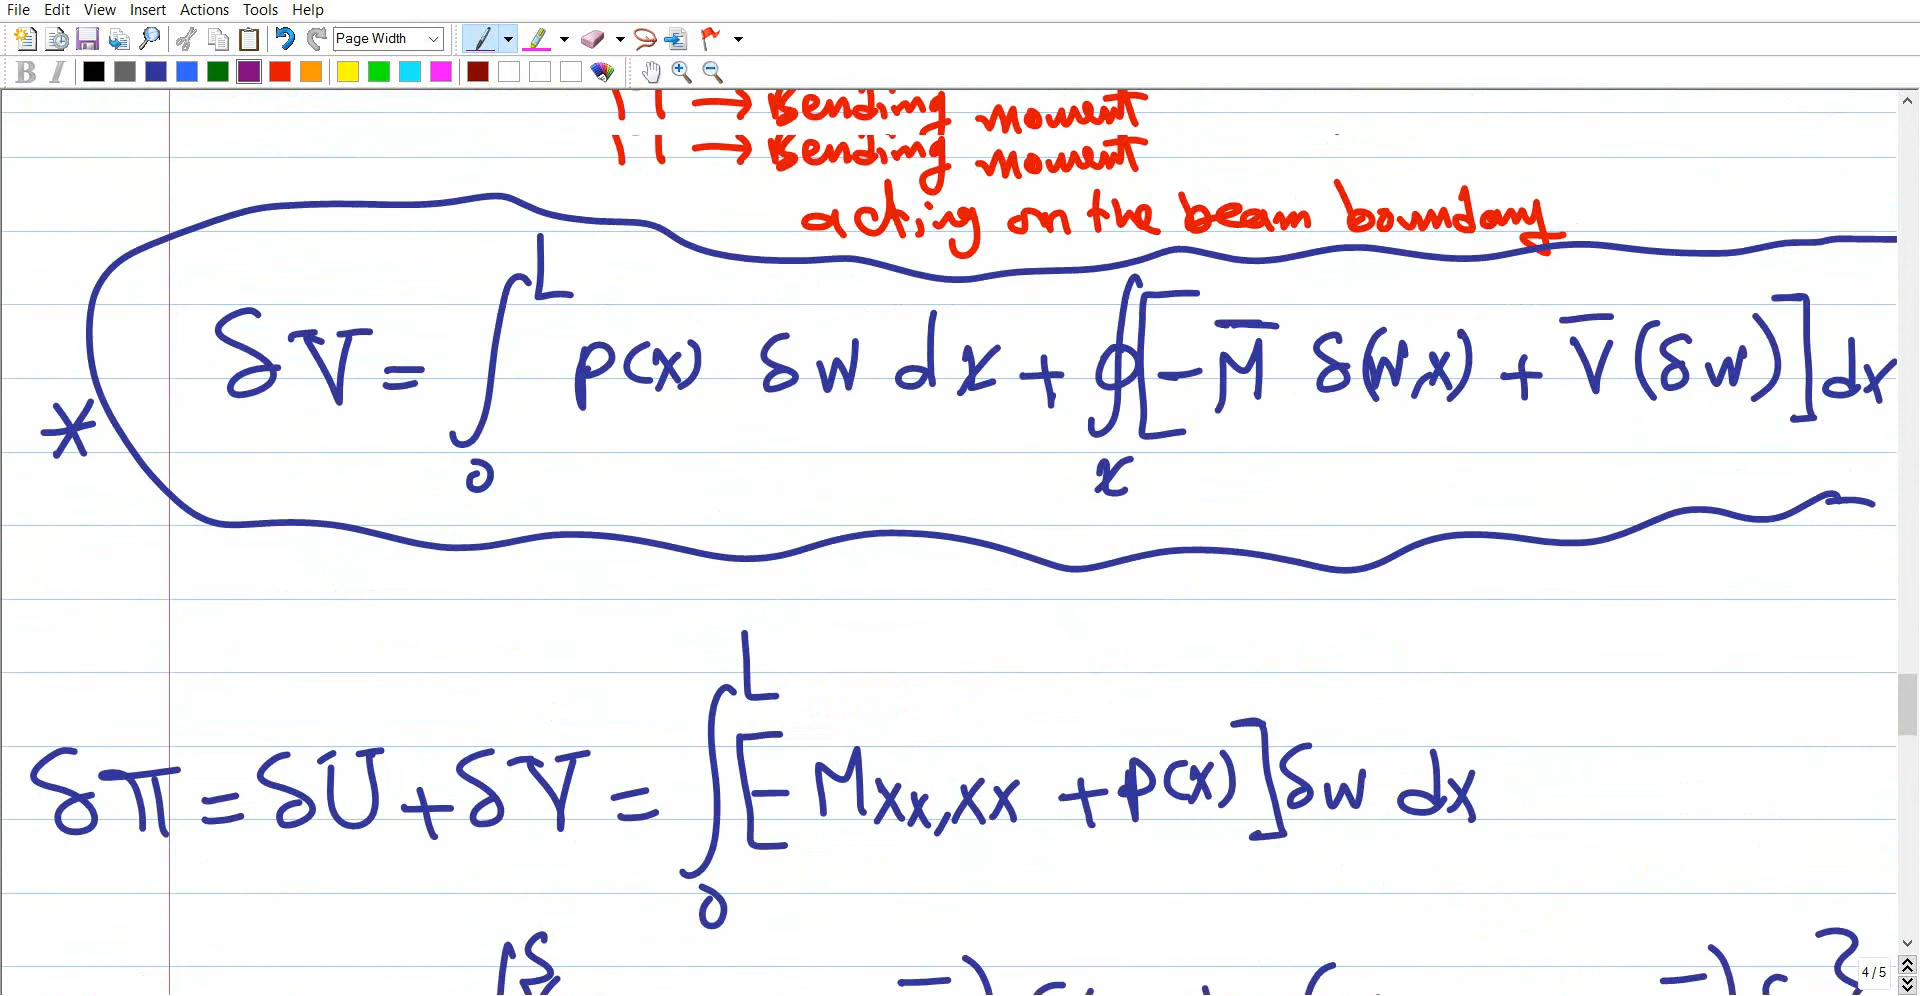 File Edit View Insert Actions Tools Help
Page Width
B I
→ Bending moment
→ Bending moment
acting on the beam boundary
δV = ∫₀ᴸ p(x) δw dx + ∮ₓ [-M̅ δ(w,x) + V̅ (δw)] dx
*
δπ = δU + δV = ∫₀ᴸ [-Mxx,xx + p(x)] δw dx
4 / 5